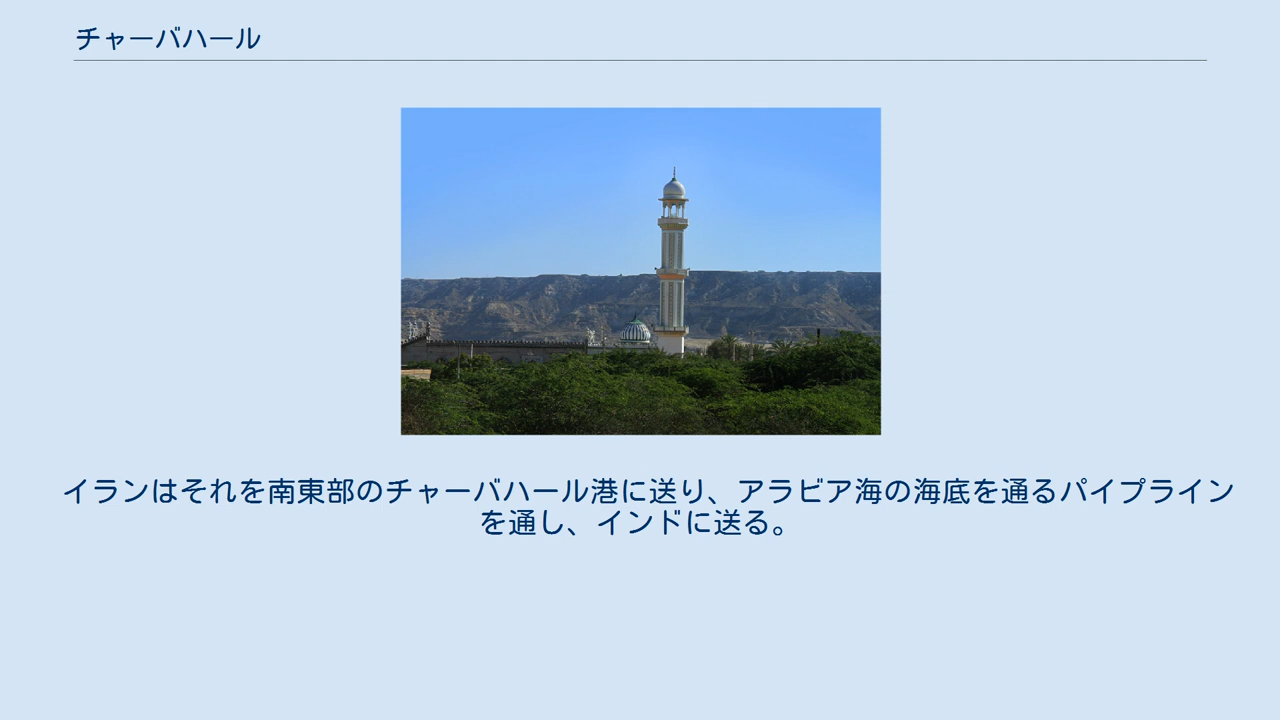 チャーバハール
イランはそれを南東部のチャーバハール港に送り、アラビア海の海底を通るパイプライン
を通し、インドに送る。